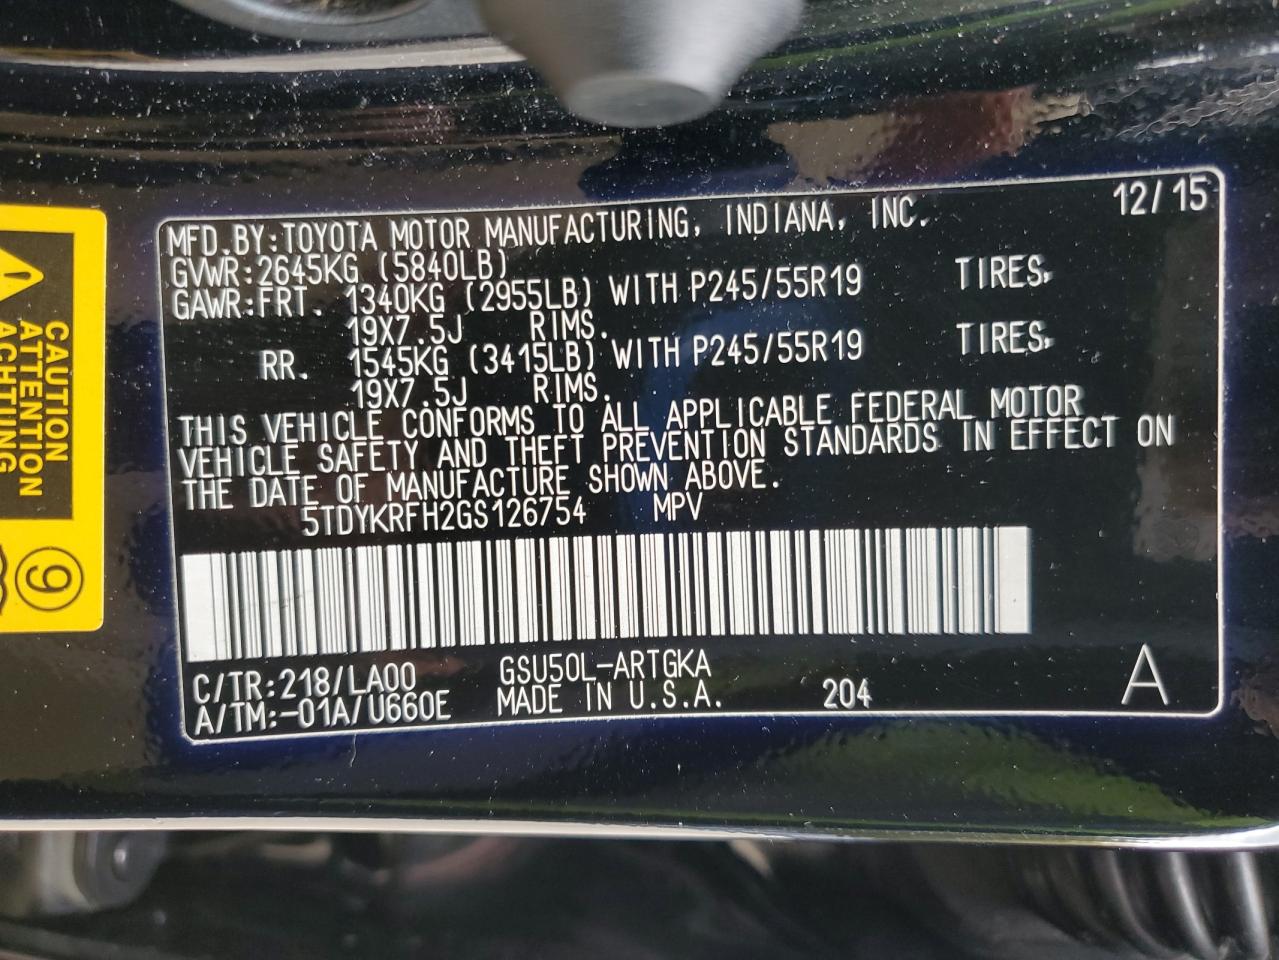 12/15
MFD.BY:TOYOTA MOTOR MANUFACTURING, INDIANA, INC.
GVWR:2645KG (5840LB)
GAWR:FRT. 1340KG (2955LB) WITH P245/55R19 TIRES,
19X7.5J RIMS.
RR. 1545KG (3415LB) WITH P245/55R19 TIRES,
19X7.5J RIMS.
THIS VEHICLE CONFORMS TO ALL APPLICABLE FEDERAL MOTOR
VEHICLE SAFETY AND THEFT PREVENTION STANDARDS IN EFFECT ON
THE DATE OF MANUFACTURE SHOWN ABOVE.
5TDYKRFH2GS126754 MPV
C/TR:218/LA00 GSU50L-ARTGKA
A/TM:-01A/U660E MADE IN U.S.A. 204 A
CAUTION
ATTENTION
ACHTUNG
9